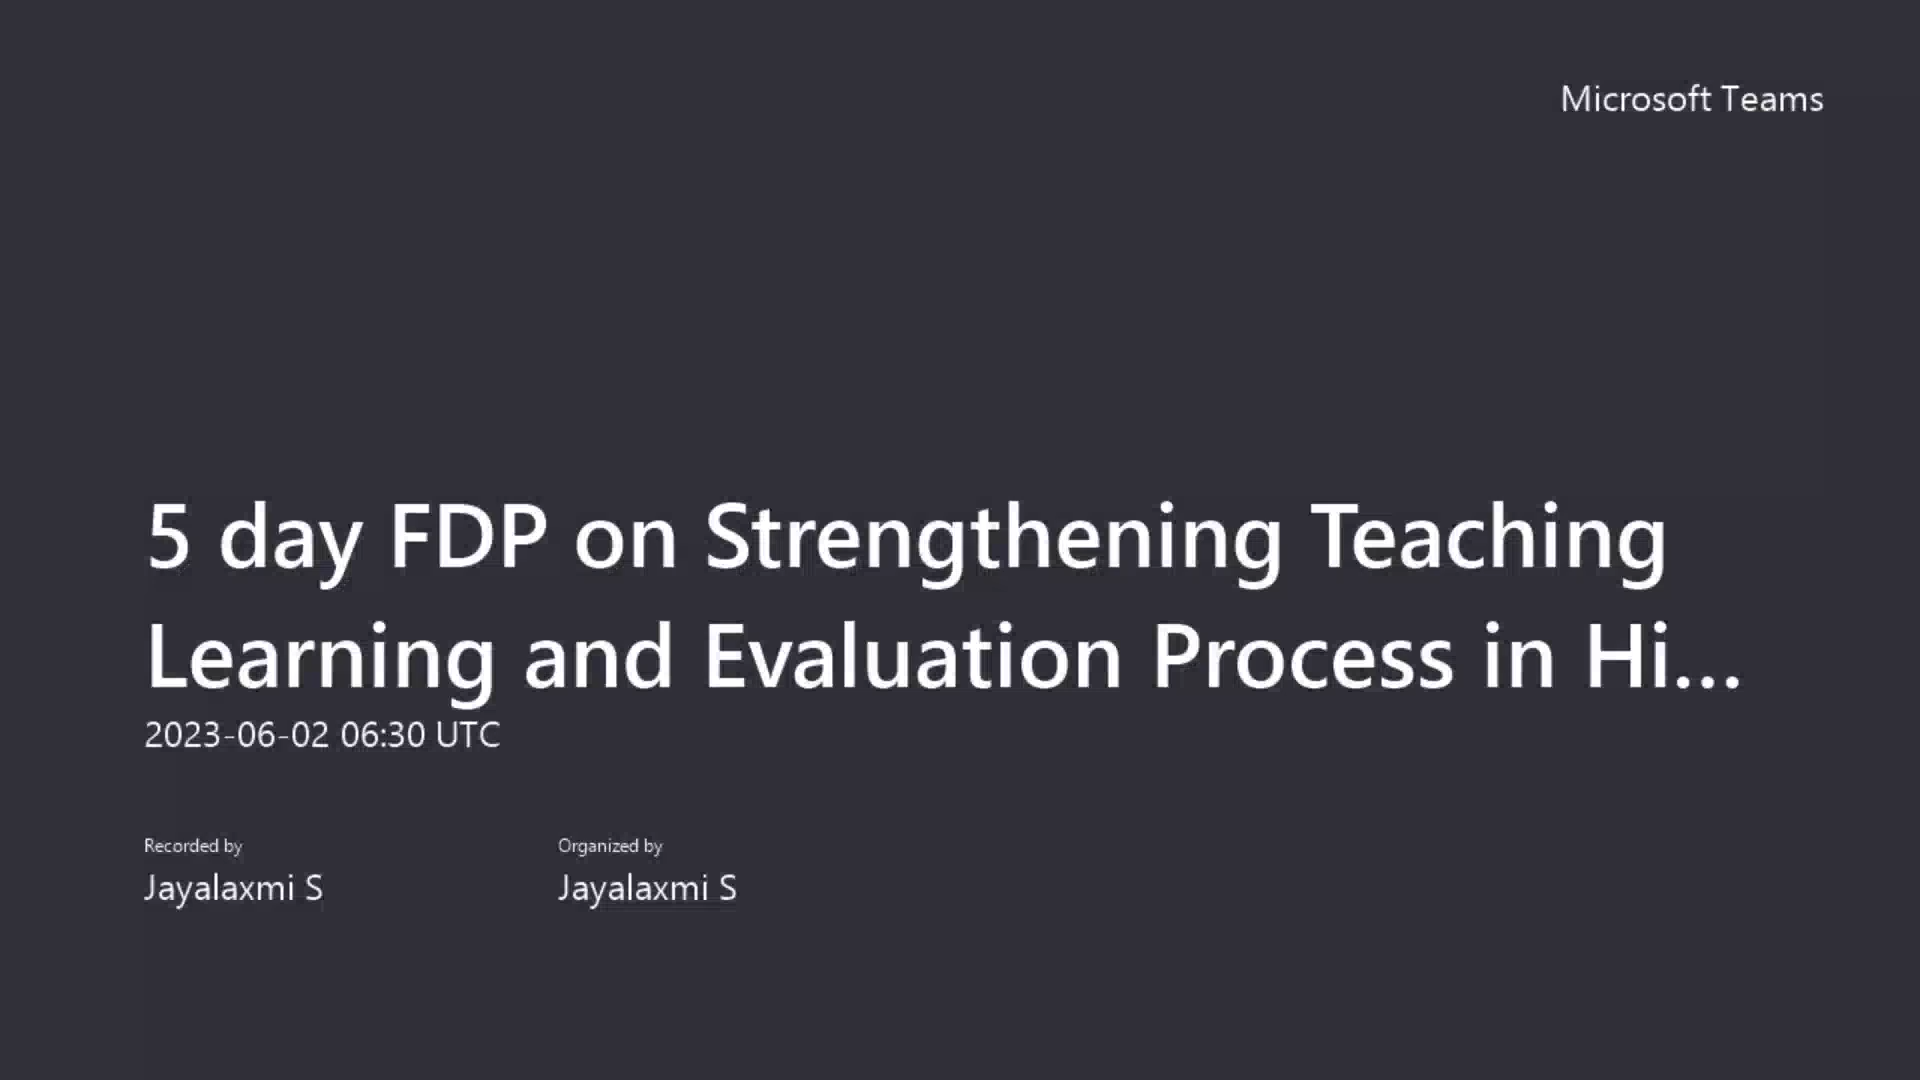 Microsoft Teams
5 day FDP on Strengthening Teaching
Learning and Evaluation Process in Hi...
2023-06-02 06:30 UTC
Recorded by
Jayalaxmi S
Organized by
Jayalaxmi S